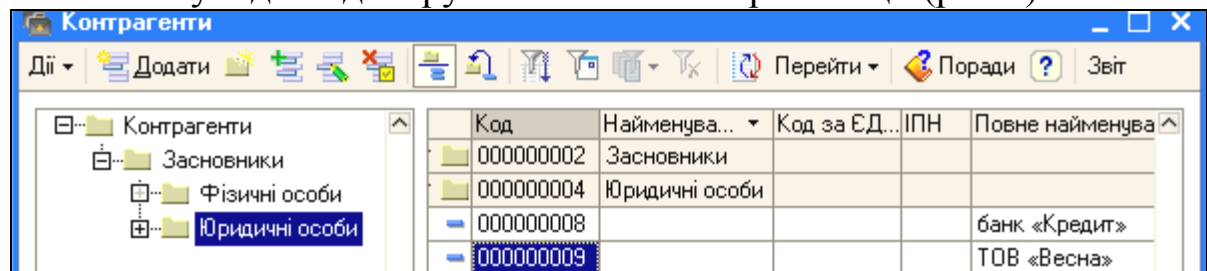 Контрагенти
Дії Додати Перейти Поради ? Звіт
Контрагенти
Засновники
Фізичні особи
Юридичні особи
Код Найменува... Код за ЄД... ІПН Повне найменува
000000002 Засновники
000000004 Юридичні особи
000000008 банк «Кредит»
000000009 ТОВ «Весна»